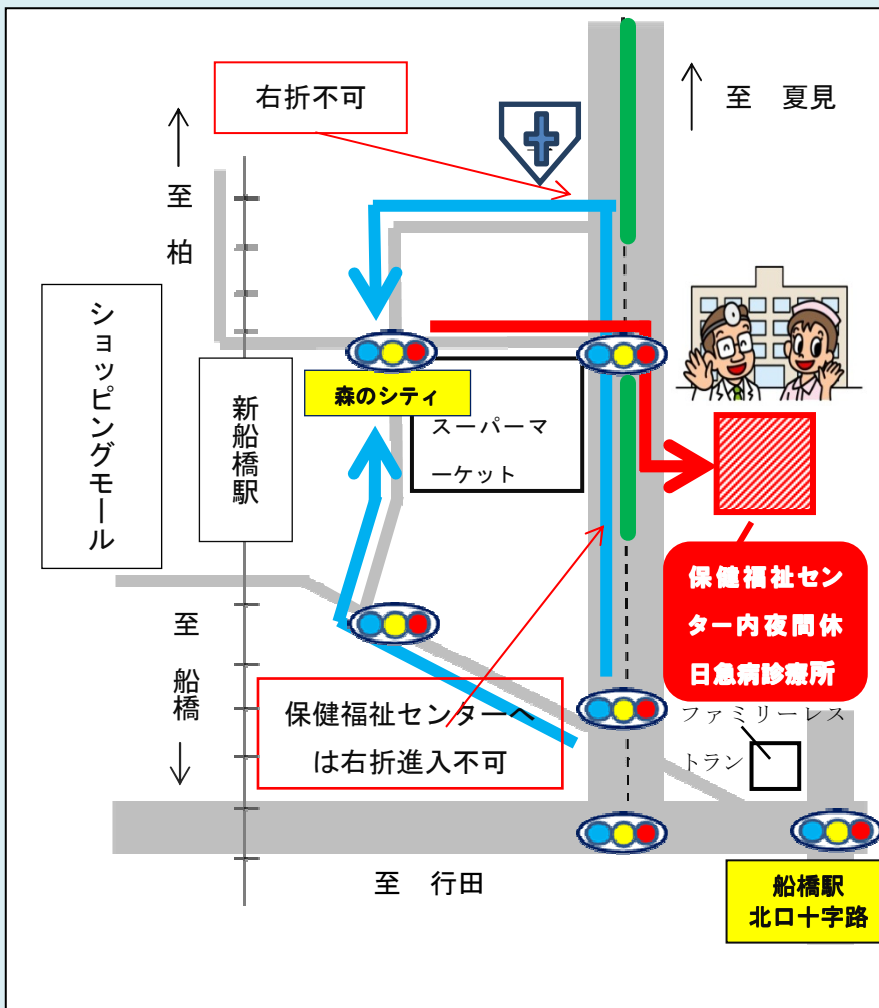 右折不可
至 夏見
至 柏
ショッピングモール
新船橋駅
森のシティ
スーパーマ
ーケット
保健福祉セン
ター内夜間休
日急病診療所
至 船橋
保健福祉センターへ
は右折進入不可
ファミリーレス
トラン
至 行田
船橋駅
北口十字路